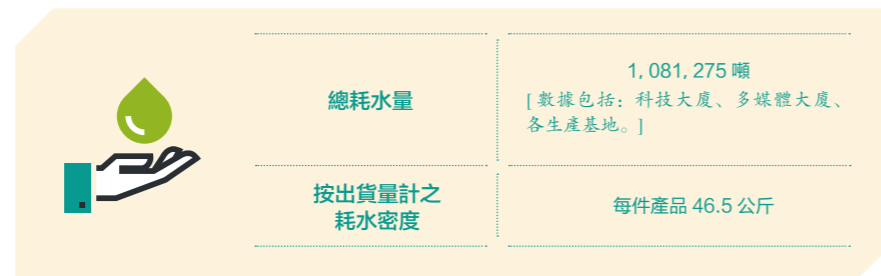 總耗水量
1, 081, 275 噸
[ 數據包括：科技大廈、多媒體大廈、
各生產基地。]
按出貨量計之
耗水密度
每件產品 46.5 公斤